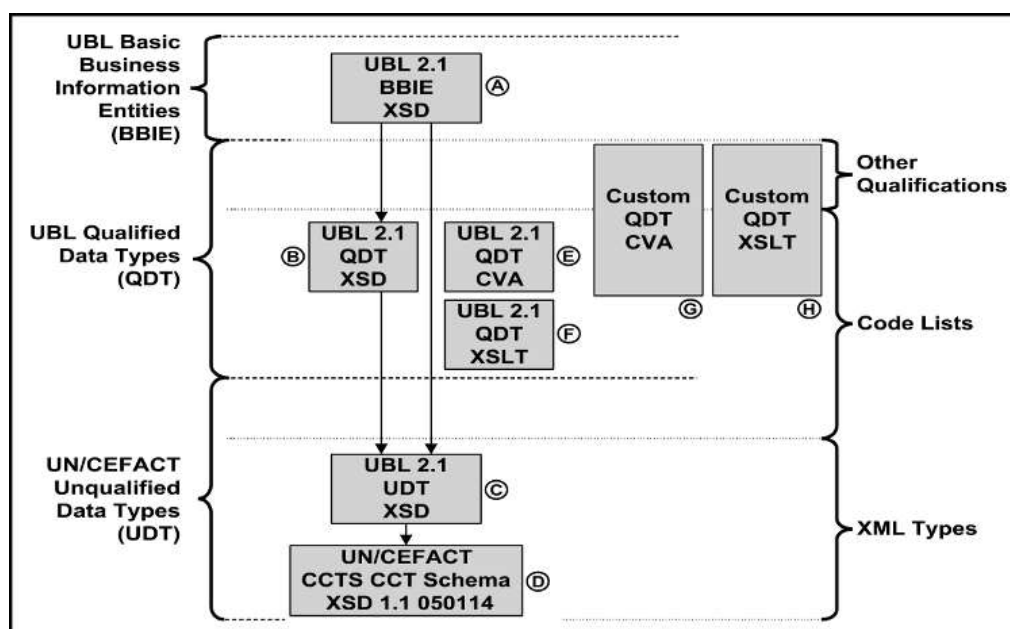 UBL Basic
Business
Information
Entities
(BBIE)
UBL 2.1
BBIE
XSD
A
Other
Qualifications
Custom
QDT
CVA
G
Custom
QDT
XSLT
H
UBL Qualified
Data Types
(QDT)
B
UBL 2.1
QDT
XSD
UBL 2.1
QDT
CVA
E
UBL 2.1
QDT
XSLT
F
Code Lists
UN/CEFACT
Unqualified
Data Types
(UDT)
UBL 2.1
UDT
XSD
C
UN/CEFACT
CCTS CCT Schema
XSD 1.1 050114
D
XML Types